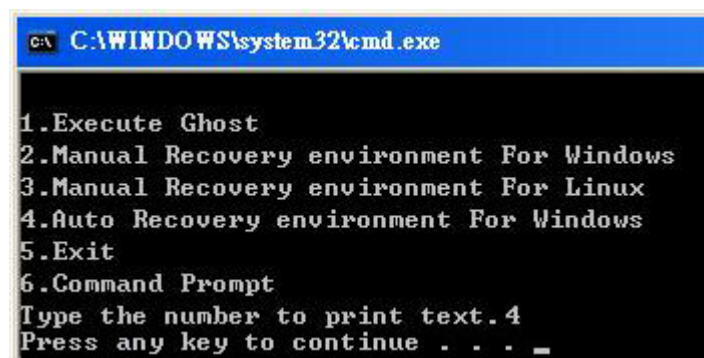 C:\WINDOWS\system32\cmd.exe
1.Execute Ghost
2.Manual Recovery environment For Windows
3.Manual Recovery environment For Linux
4.Auto Recovery environment For Windows
5.Exit
6.Command Prompt
Type the number to print text.4
Press any key to continue . . . _